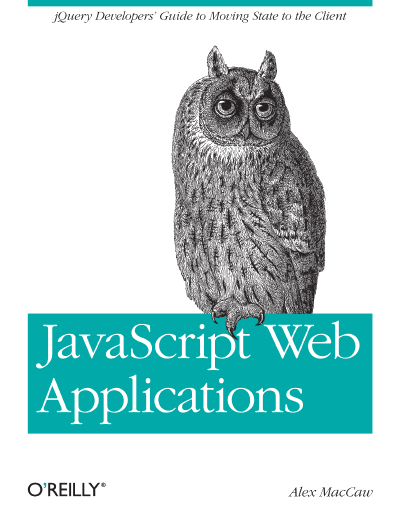 jQuery Developers' Guide to Moving State to the Client
JavaScript Web
Applications
O'REILLY®
Alex MacCaw